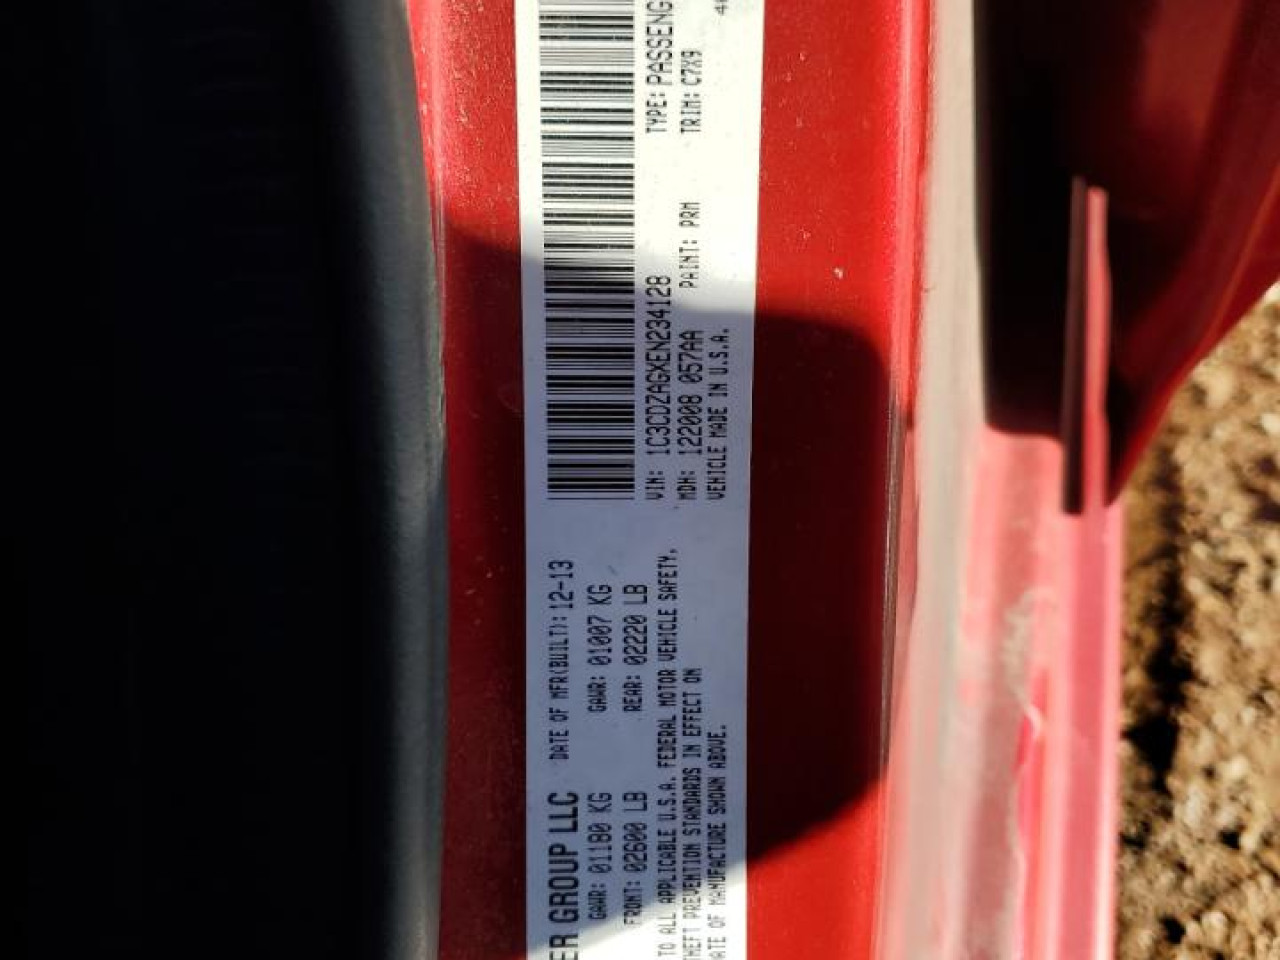 ER GROUP LLC DATE OF MFR(BUILT): 12-13
GAWR: 01180 KG GAWR: 01007 KG
FRONT: 02600 LB REAR: 02220 LB
TO ALL APPLICABLE U.S.A. FEDERAL MOTOR VEHICLE SAFETY,
THEFT PREVENTION STANDARDS IN EFFECT ON
ATE OF MANUFACTURE SHOWN ABOVE.
VIN: 1C3CDZAGXEN234128 TYPE: PASSENG
MDH: 122008 057AA PAINT: PRM TRIM: C7X9
VEHICLE MADE IN U.S.A.